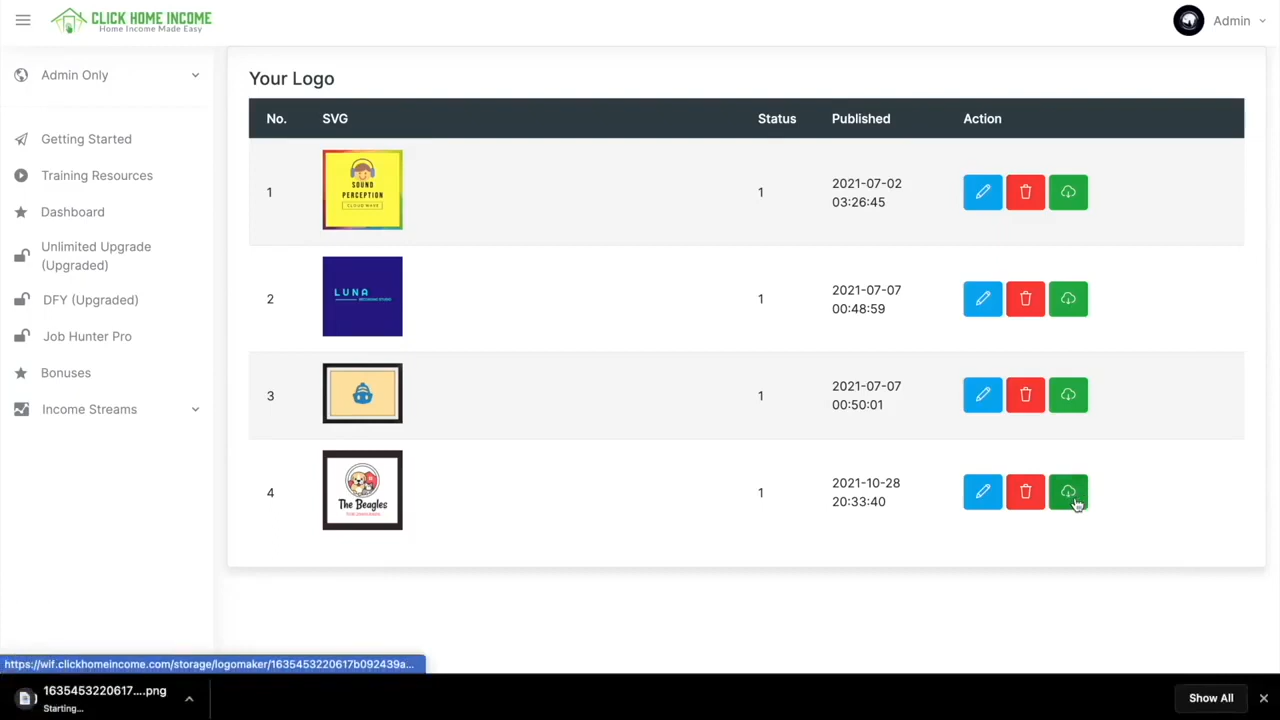 CLICK HOME INCOME
Home Income Made Easy
Admin
Admin Only
Getting Started
Training Resources
Dashboard
Unlimited Upgrade
(Upgraded)
DFY (Upgraded)
Job Hunter Pro
Bonuses
Income Streams
Your Logo
No. SVG Status Published Action
1 1 2021-07-02
03:26:45
SOUND
PERCEPTION
CLOUD WAVE
2 1 2021-07-07
00:48:59
LUNA
3 1 2021-07-07
00:50:01
4 1 2021-10-28
20:33:40
The Beagles
https://wif.clickhomeincome.com/storage/logomaker/1635453220617b092439a...
1635453220617....png
Starting...
Show All